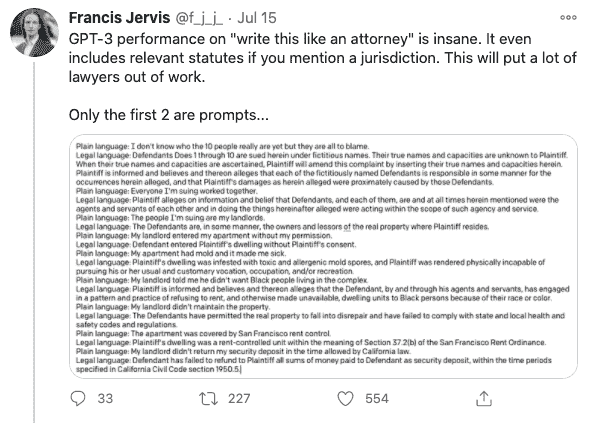 Francis Jervis @f_j_j_ · Jul 15
GPT-3 performance on "write this like an attorney" is insane. It even
includes relevant statutes if you mention a jurisdiction. This will put a lot of
lawyers out of work.
Only the first 2 are prompts...
Plain language: I don't know who the 10 people really are yet but they are all to blame.
Legal language: Defendants Does 1 through 10 are sued herein under fictitious names. Their true names and capacities are unknown to Plaintiff.
When their true names and capacities are ascertained, Plaintiff will amend this complaint by inserting their true names and capacities herein.
Plaintiff is informed and believes and thereon alleges that each of the fictitiously named Defendants is responsible in some manner for the
occurrences herein alleged, and that Plaintiff's damages as herein alleged were proximately caused by those Defendants.
Plain language: Everyone I'm suing worked together.
Legal language: Plaintiff alleges on information and belief that Defendants, and each of them, are and at all times herein mentioned were the
agents and servants of each other and in doing the things hereinafter alleged were acting within the scope of such agency and service.
Plain language: The people I'm suing are my landlords.
Legal language: The Defendants are, in some manner, the owners and lessors of the real property where Plaintiff resides.
Plain language: My landlord entered my apartment without my permission.
Legal language: Defendant entered Plaintiff's dwelling without Plaintiff's consent.
Plain language: My apartment had mold and it made me sick.
Legal language: Plaintiff's dwelling was infested with toxic and allergenic mold spores, and Plaintiff was rendered physically incapable of
pursuing his or her usual and customary vocation, occupation, and/or recreation.
Plain language: My landlord told me he didn't want Black people living in the complex.
Legal language: Plaintiff is informed and believes and thereon alleges that the Defendant, by and through his agents and servants, has engaged
in a pattern and practice of refusing to rent, and otherwise made unavailable, dwelling units to Black persons because of their race or color.
Plain language: My landlord didn't maintain the property.
Legal language: The Defendants have permitted the real property to fall into disrepair and have failed to comply with state and local health and
safety codes and regulations.
Plain language: The apartment was covered by San Francisco rent control.
Legal language: Plaintiff's dwelling was a rent-controlled unit within the meaning of Section 37.2(b) of the San Francisco Rent Ordinance.
Plain language: My landlord didn't return my security deposit in the time allowed by California law.
Legal language: Defendant has failed to refund to Plaintiff all sums of money paid to Defendant as security deposit, within the time periods
specified in California Civil Code section 1950.5.
33 227 554